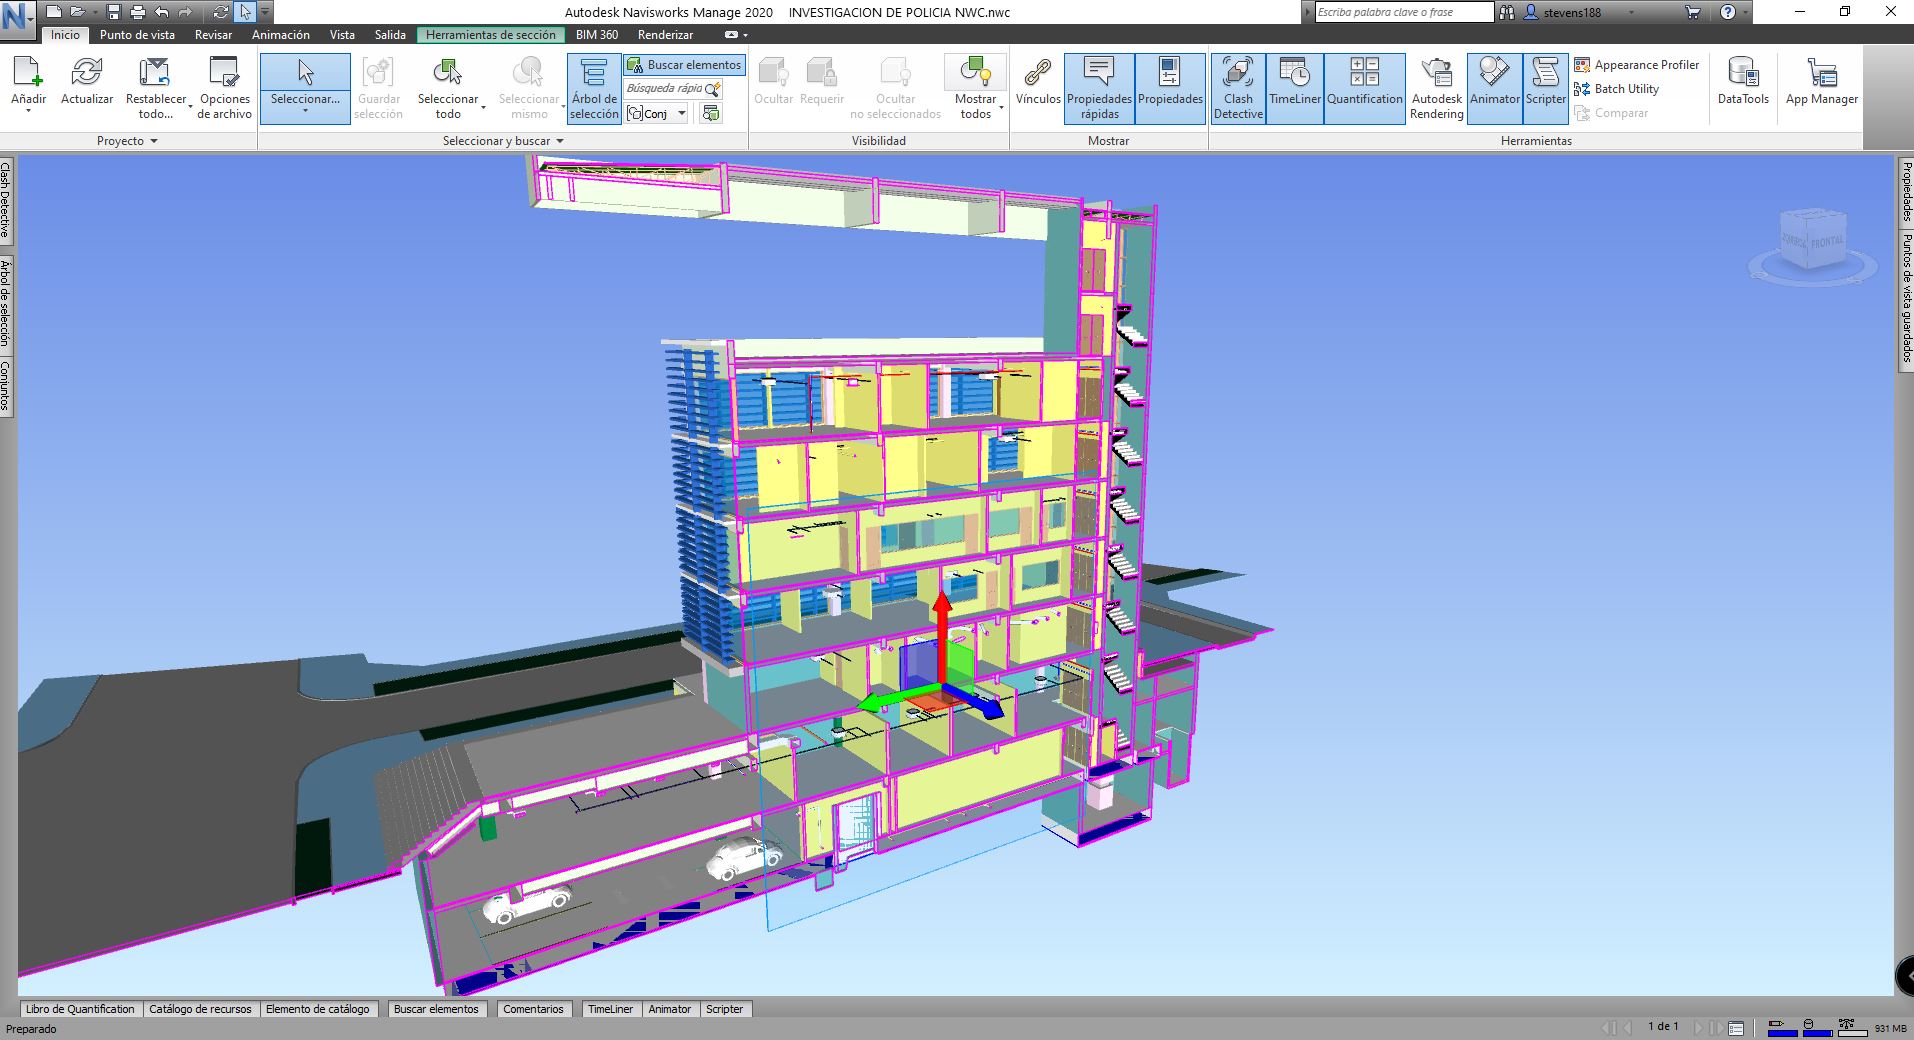 Autodesk Navisworks Manage 2020 INVESTIGACION DE POLICIA NWC.nwc
Escriba palabra clave o frase
stevens188
Inicio Punto de vista Revisar Animación Vista Salida Herramientas de sección BIM 360 Renderizar
Añadir
Actualizar
Restablecer
todo...
Opciones
de archivo
Seleccionar...
Guardar
selección
Seleccionar
todo
Seleccionar
mismo
Árbol de
selección
Buscar elementos
Búsqueda rápid
Conj
Ocultar
Requerir
Ocultar
no seleccionados
Mostrar
todos
Vínculos
Propiedades
rápidas
Propiedades
Clash
Detective
TimeLiner
Quantification
Autodesk
Rendering
Animator
Scripter
Appearance Profiler
Batch Utility
Comparar
DataTools
App Manager
Proyecto
Seleccionar y buscar
Visibilidad
Mostrar
Herramientas
Clash Detective
Árbol de selección
Conjuntos
FRONTAL
Propiedades
Puntos de vista guardados
Libro de Quantification Catálogo de recursos Elemento de catálogo Buscar elementos Comentarios TimeLiner Animator Scripter
Preparado
1 de 1
931 MB